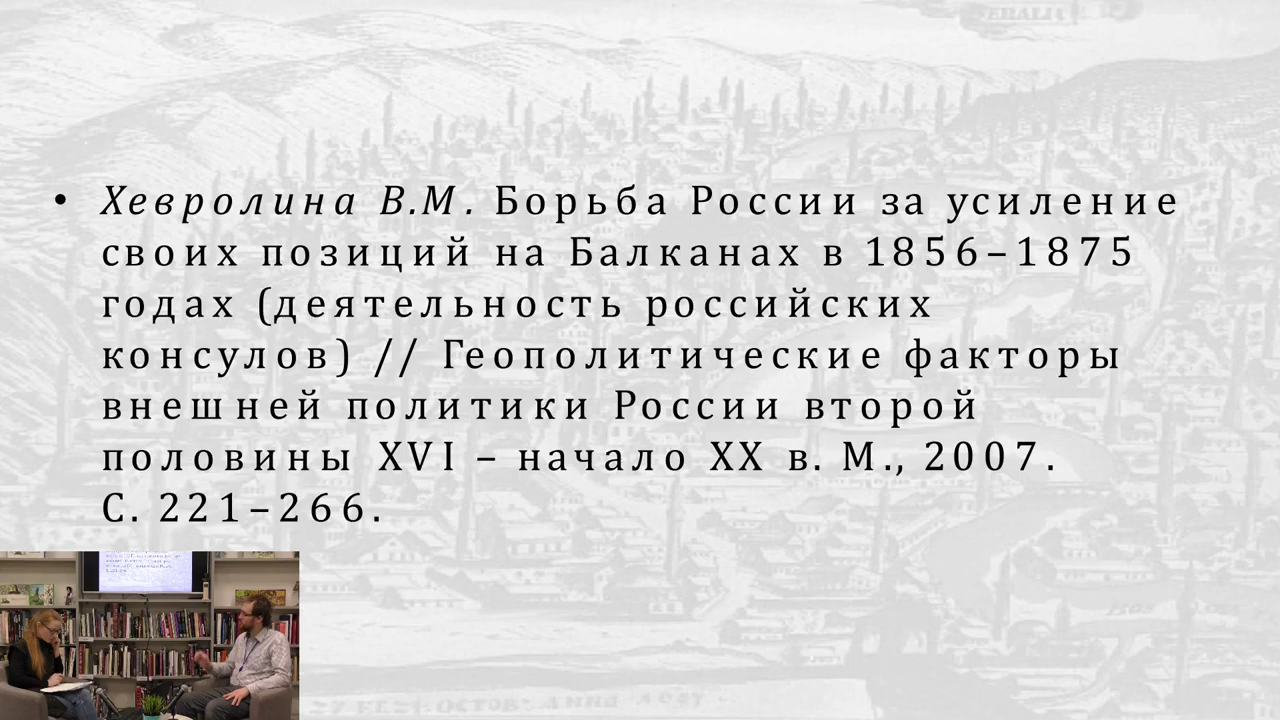 • Хевролина В.М. Борьба России за усиление
своих позиций на Балканах в 1856–1875
годах (деятельность российских
консулов) // Геополитические факторы
внешней политики России второй
половины XVI – начало XX в. М., 2007.
С. 221–266.